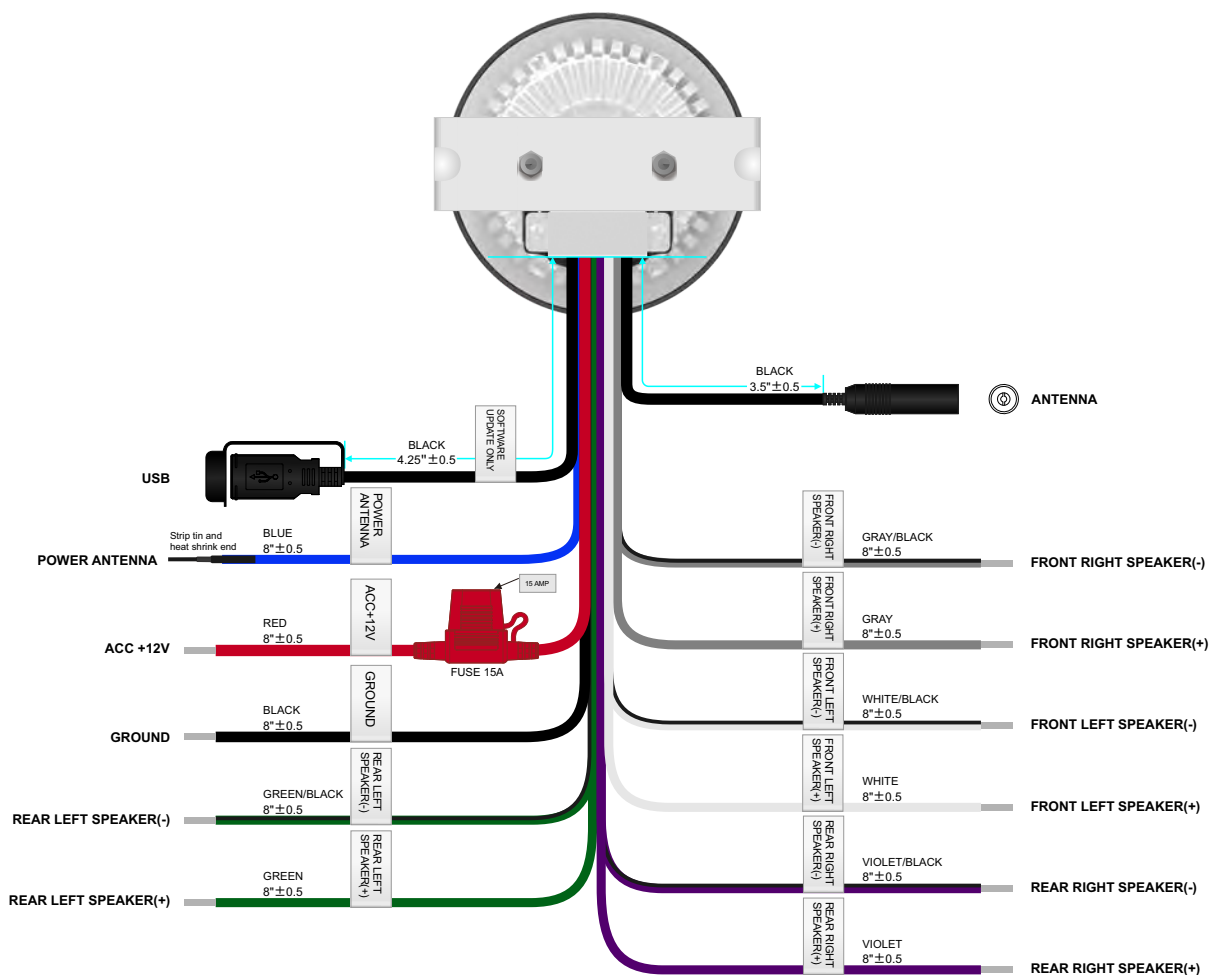 BLACK
3.5"±0.5
ANTENNA
SOFTWARE
UPDATE ONLY
BLACK
4.25"±0.5
USB
POWER
ANTENNA
Strip tin and
heat shrink end
BLUE
8"±0.5
POWER ANTENNA
15 AMP
ACC+12V
RED
8"±0.5
ACC +12V
FUSE 15A
GROUND
BLACK
8"±0.5
GROUND
REAR LEFT
SPEAKER(-)
GREEN/BLACK
8"±0.5
REAR LEFT SPEAKER(-)
REAR LEFT
SPEAKER(+)
GREEN
8"±0.5
REAR LEFT SPEAKER(+)
FRONT RIGHT
SPEAKER(-)
GRAY/BLACK
8"±0.5
FRONT RIGHT SPEAKER(-)
FRONT RIGHT
SPEAKER(+)
GRAY
8"±0.5
FRONT RIGHT SPEAKER(+)
FRONT LEFT
SPEAKER(-)
WHITE/BLACK
8"±0.5
FRONT LEFT SPEAKER(-)
FRONT LEFT
SPEAKER(+)
WHITE
8"±0.5
FRONT LEFT SPEAKER(+)
REAR RIGHT
SPEAKER(-)
VIOLET/BLACK
8"±0.5
REAR RIGHT SPEAKER(-)
REAR RIGHT
SPEAKER(+)
VIOLET
8"±0.5
REAR RIGHT SPEAKER(+)